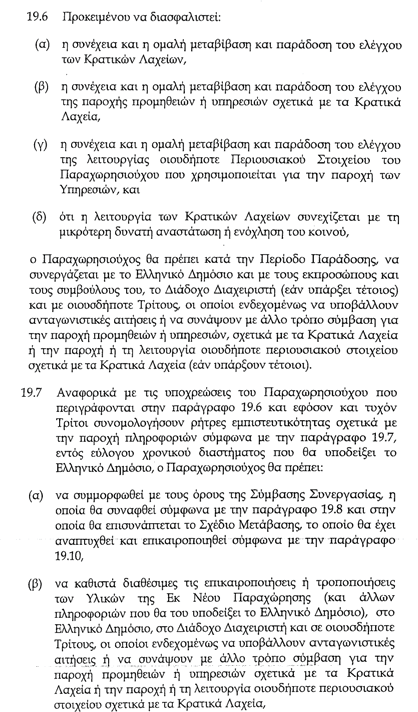 19.6 Προκειμένου να διασφαλιστεί:
(α) η συνέχεια και η ομαλή μεταβίβαση και παράδοση του ελέγχου
των Κρατικών Λαχείων,
(β) η συνέχεια και η ομαλή μεταβίβαση και παράδοση του ελέγχου
της παροχής προμηθειών ή υπηρεσιών σχετικά με τα Κρατικά
Λαχεία,
(γ) η συνέχεια και η ομαλή μεταβίβαση και παράδοση του ελέγχου
της λειτουργίας οιουδήποτε Περιουσιακού Στοιχείου του
Παραχωρησιούχου που χρησιμοποιείται για την παροχή των
Υπηρεσιών, και
(δ) ότι η λειτουργία των Κρατικών Λαχείων συνεχίζεται με τη
μικρότερη δυνατή αναστάτωση ή ενόχληση του κοινού,
ο Παραχωρησιούχος θα πρέπει κατά την Περίοδο Παράδοσης, να
συνεργάζεται με το Ελληνικό Δημόσιο και με τους εκπροσώπους και
τους συμβούλους του, το Διάδοχο Διαχειριστή (εάν υπάρξει τέτοιος)
και με οιουσδήποτε Τρίτους, οι οποίοι ενδεχομένως να υποβάλλουν
ανταγωνιστικές αιτήσεις ή να συνάψουν με άλλο τρόπο σύμβαση για
την παροχή προμηθειών ή υπηρεσιών, σχετικά με τα Κρατικά Λαχεία
ή την παροχή ή τη λειτουργία οιουδήποτε περιουσιακού στοιχείου
σχετικά με τα Κρατικά Λαχεία (εάν υπάρξουν τέτοιοι).
19.7 Αναφορικά με τις υποχρεώσεις του Παραχωρησιούχου που
περιγράφονται στην παράγραφο 19.6 και εφόσον και τυχόν
Τρίτοι συνομολογήσουν ρήτρες εμπιστευτικότητας σχετικά με
την παροχή πληροφοριών σύμφωνα με την παράγραφο 19.7,
εντός εύλογου χρονικού διαστήματος που θα υποδείξει το
Ελληνικό Δημόσιο, ο Παραχωρησιούχος θα πρέπει:
(α) να συμμορφωθεί με τους όρους της Σύμβασης Συνεργασίας, η
οποία θα συναφθεί σύμφωνα με την παράγραφο 19.8 και στην
οποία θα επισυνάπτεται το Σχέδιο Μετάβασης, το οποίο θα έχει
αναπτυχθεί και επικαιροποιηθεί σύμφωνα με την παράγραφο
19.10,
(β) να καθιστά διαθέσιμες τις επικαιροποιήσεις ή τροποποιήσεις
των Υλικών της Εκ Νέου Παραχώρησης (και άλλων
πληροφοριών που θα του υποδείξει το Ελληνικό Δημόσιο), στο
Ελληνικό Δημόσιο, στο Διάδοχο Διαχειριστή και σε οιουσδήποτε
Τρίτους, οι οποίοι ενδεχομένως να υποβάλλουν ανταγωνιστικές
αιτήσεις ή να συνάψουν με άλλο τρόπο σύμβαση για την
παροχή προμηθειών ή υπηρεσιών σχετικά με τα Κρατικά
Λαχεία ή την παροχή ή τη λειτουργία οιουδήποτε περιουσιακού
στοιχείου σχετικά με τα Κρατικά Λαχεία,